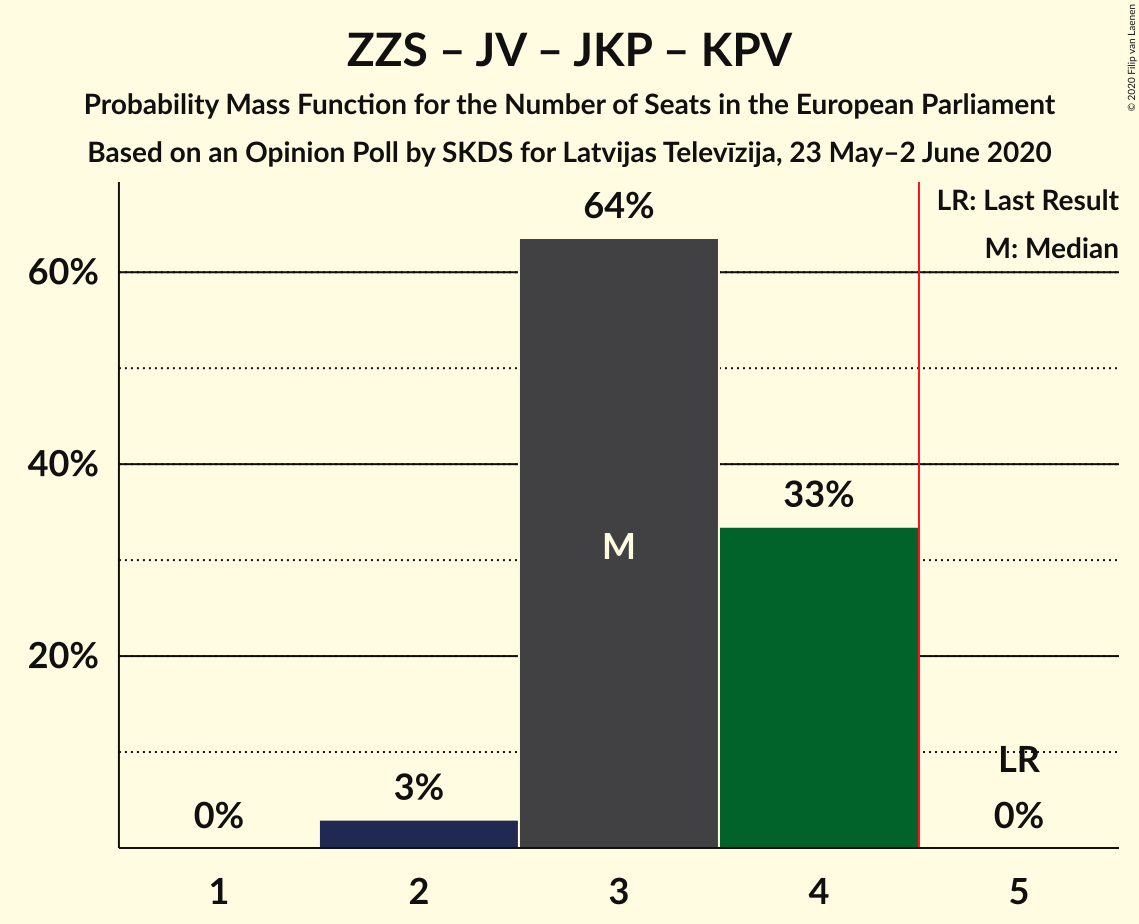 ZZS – JV – JKP – KPV
Probability Mass Function for the Number of Seats in the European Parliament
Based on an Opinion Poll by SKDS for Latvijas Televīzija, 23 May–2 June 2020
© 2020 Filip van Laenen
LR: Last Result
M: Median
64%
60%
40%
33%
M
20%
LR
3%
0%
0%
1
2
3
4
5